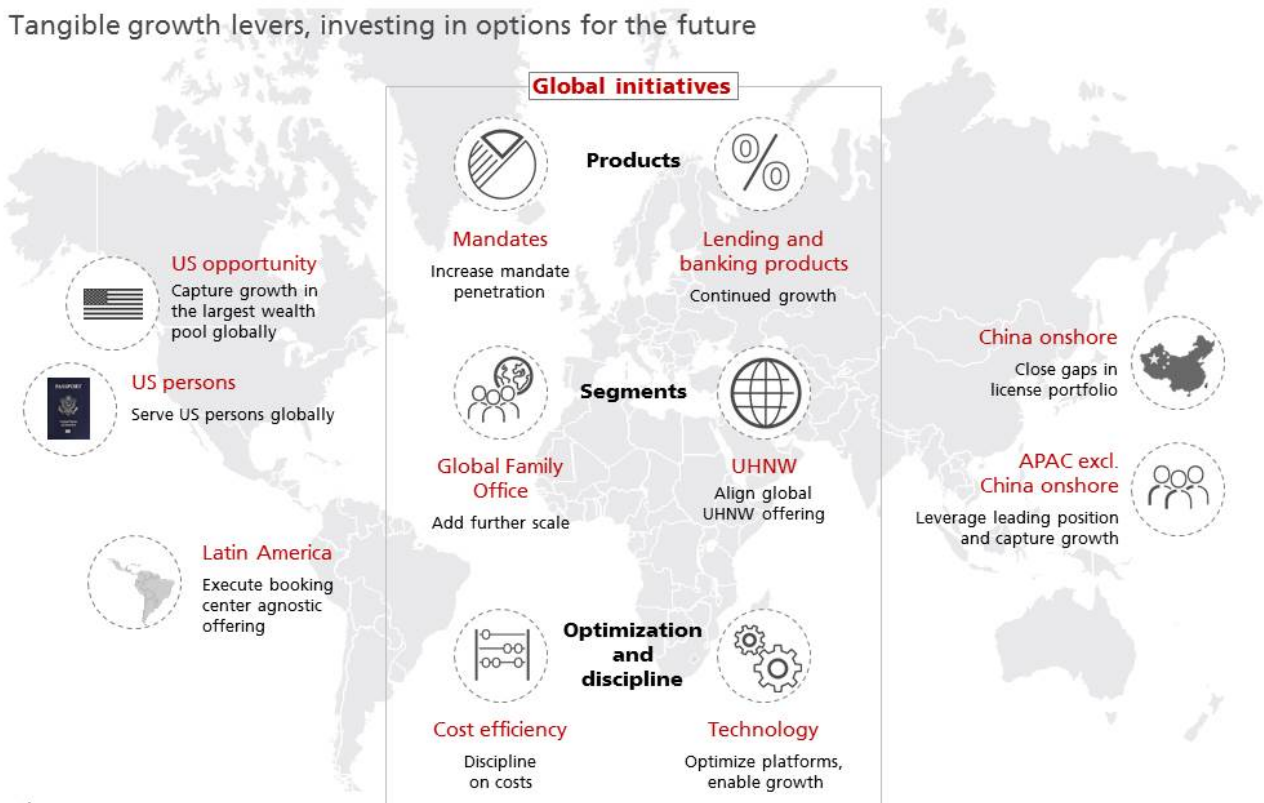 Tangible growth levers, investing in options for the future
Global initiatives
Products
Mandates
Increase mandate
penetration
Lending and
banking products
Continued growth
US opportunity
Capture growth in
the largest wealth
pool globally
US persons
Serve US persons globally
PASSPORT
Latin America
Execute booking
center agnostic
offering
Segments
Global Family
Office
Add further scale
UHNW
Align global
UHNW offering
China onshore
Close gaps in
license portfolio
APAC excl.
China onshore
Leverage leading position
and capture growth
Optimization
and
discipline
Cost efficiency
Discipline
on costs
Technology
Optimize platforms,
enable growth